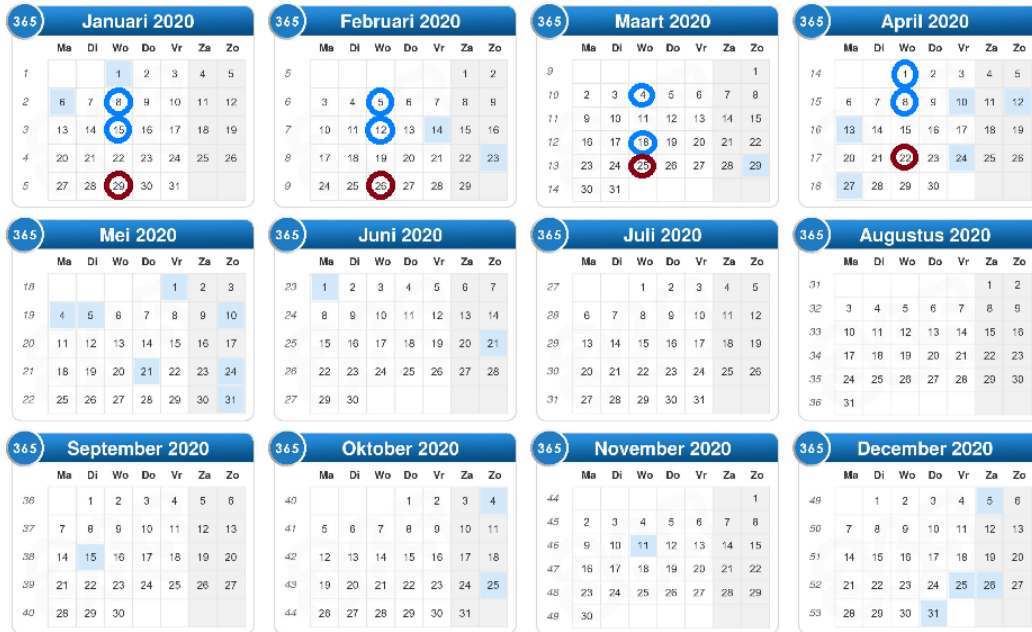 365 Januari 2020
Ma Di Wo Do Vr Za Zo
1 1 2 3 4 5
2 6 7 8 9 10 11 12
3 13 14 15 16 17 18 19
4 20 21 22 23 24 25 26
5 27 28 29 30 31
365 Februari 2020
Ma Di Wo Do Vr Za Zo
5 1 2
6 3 4 5 6 7 8 9
7 10 11 12 13 14 15 16
8 17 18 19 20 21 22 23
9 24 25 26 27 28 29
365 Maart 2020
Ma Di Wo Do Vr Za Zo
9 1
10 2 3 4 5 6 7 8
11 9 10 11 12 13 14 15
12 16 17 18 19 20 21 22
13 23 24 25 26 27 28 29
14 30 31
365 April 2020
Ma Di Wo Do Vr Za Zo
14 1 2 3 4 5
15 6 7 8 9 10 11 12
16 13 14 15 16 17 18 19
17 20 21 22 23 24 25 26
18 27 28 29 30
365 Mei 2020
Ma Di Wo Do Vr Za Zo
18 1 2 3
19 4 5 6 7 8 9 10
20 11 12 13 14 15 16 17
21 18 19 20 21 22 23 24
22 25 26 27 28 29 30 31
365 Juni 2020
Ma Di Wo Do Vr Za Zo
23 1 2 3 4 5 6 7
24 8 9 10 11 12 13 14
25 15 16 17 18 19 20 21
26 22 23 24 25 26 27 28
27 29 30
365 Juli 2020
Ma Di Wo Do Vr Za Zo
27 1 2 3 4 5
28 6 7 8 9 10 11 12
29 13 14 15 16 17 18 19
30 20 21 22 23 24 25 26
31 27 28 29 30 31
365 Augustus 2020
Ma Di Wo Do Vr Za Zo
31 1 2
32 3 4 5 6 7 8 9
33 10 11 12 13 14 15 16
34 17 18 19 20 21 22 23
35 24 25 26 27 28 29 30
36 31
365 September 2020
Ma Di Wo Do Vr Za Zo
36 1 2 3 4 5 6
37 7 8 9 10 11 12 13
38 14 15 16 17 18 19 20
39 21 22 23 24 25 26 27
40 28 29 30
365 Oktober 2020
Ma Di Wo Do Vr Za Zo
40 1 2 3 4
41 5 6 7 8 9 10 11
42 12 13 14 15 16 17 18
43 19 20 21 22 23 24 25
44 26 27 28 29 30 31
365 November 2020
Ma Di Wo Do Vr Za Zo
44 1
45 2 3 4 5 6 7 8
46 9 10 11 12 13 14 15
47 16 17 18 19 20 21 22
48 23 24 25 26 27 28 29
49 30
365 December 2020
Ma Di Wo Do Vr Za Zo
49 1 2 3 4 5 6
50 7 8 9 10 11 12 13
51 14 15 16 17 18 19 20
52 21 22 23 24 25 26 27
53 28 29 30 31